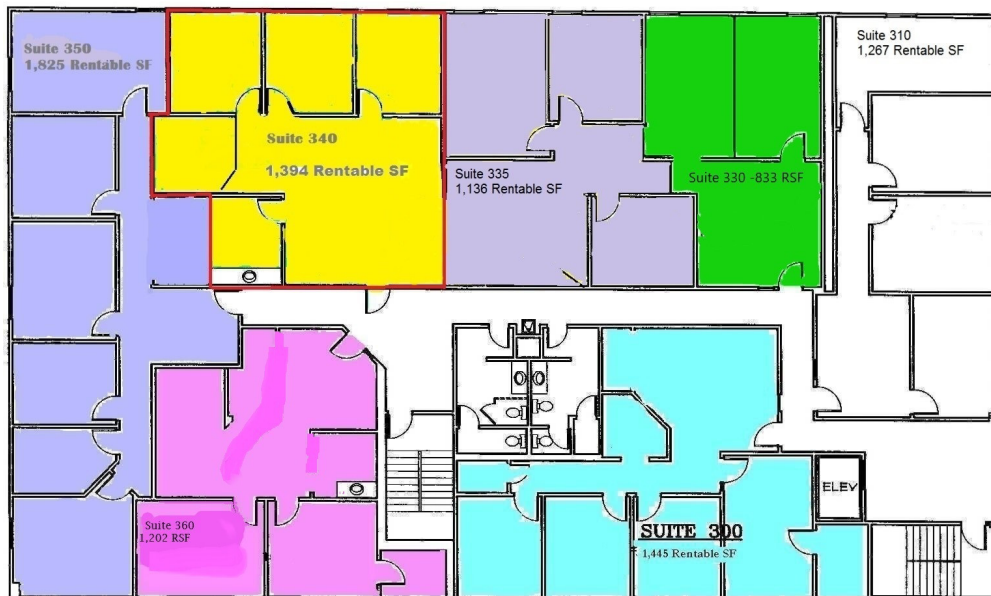 Suite 350
1,825 Rentable SF
Suite 340
1,394 Rentable SF
Suite 335
1,136 Rentable SF
Suite 330 -833 RSF
Suite 310
1,267 Rentable SF
Suite 360
1,202 RSF
SUITE 300
1,445 Rentable SF
ELEV